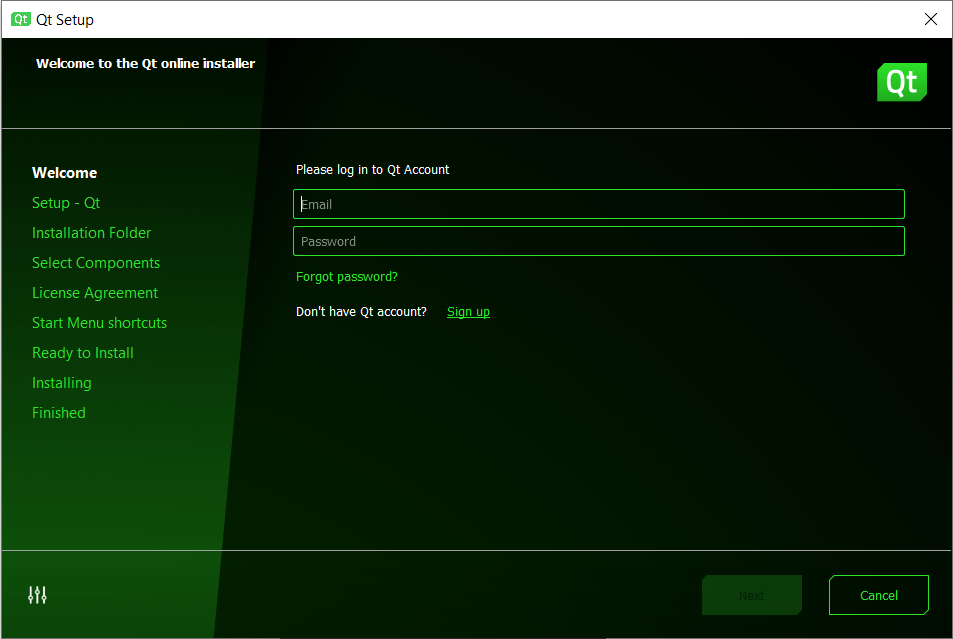 Qt Qt Setup
Welcome to the Qt online installer
Qt
Welcome
Setup - Qt
Installation Folder
Select Components
License Agreement
Start Menu shortcuts
Ready to Install
Installing
Finished
Please log in to Qt Account
Email
Password
Forgot password?
Don't have Qt account? Sign up
Next Cancel